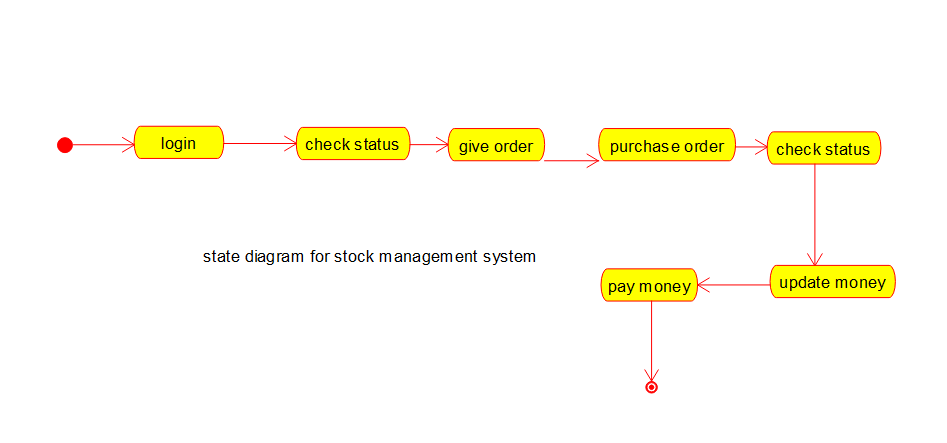 login
check status
give order
purchase order
check status
state diagram for stock management system
pay money
update money